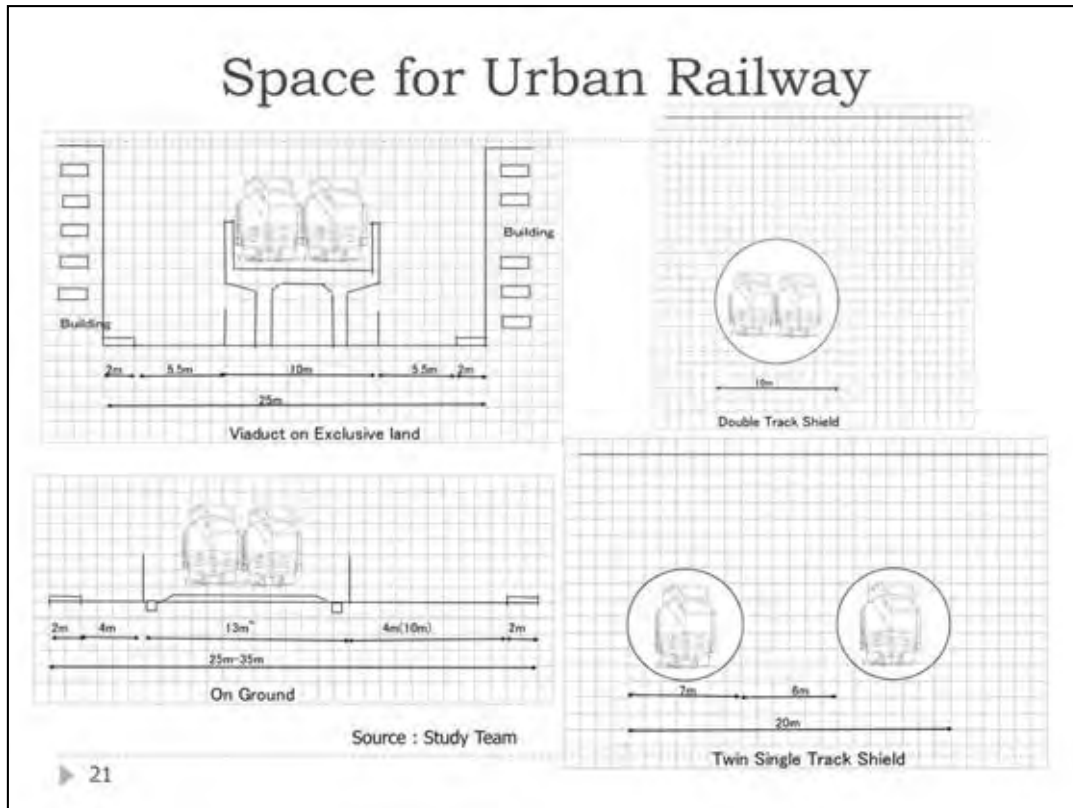 Space for Urban Railway
Building
Building
2m 5.5m 10m 5.5m 2m
25m
Viaduct on Exclusive land
10m
Double Track Shield
2m 4m 13m~ 4m(10m) 2m
25m-35m
On Ground
7m 6m
20m
Twin Single Track Shield
Source : Study Team
21